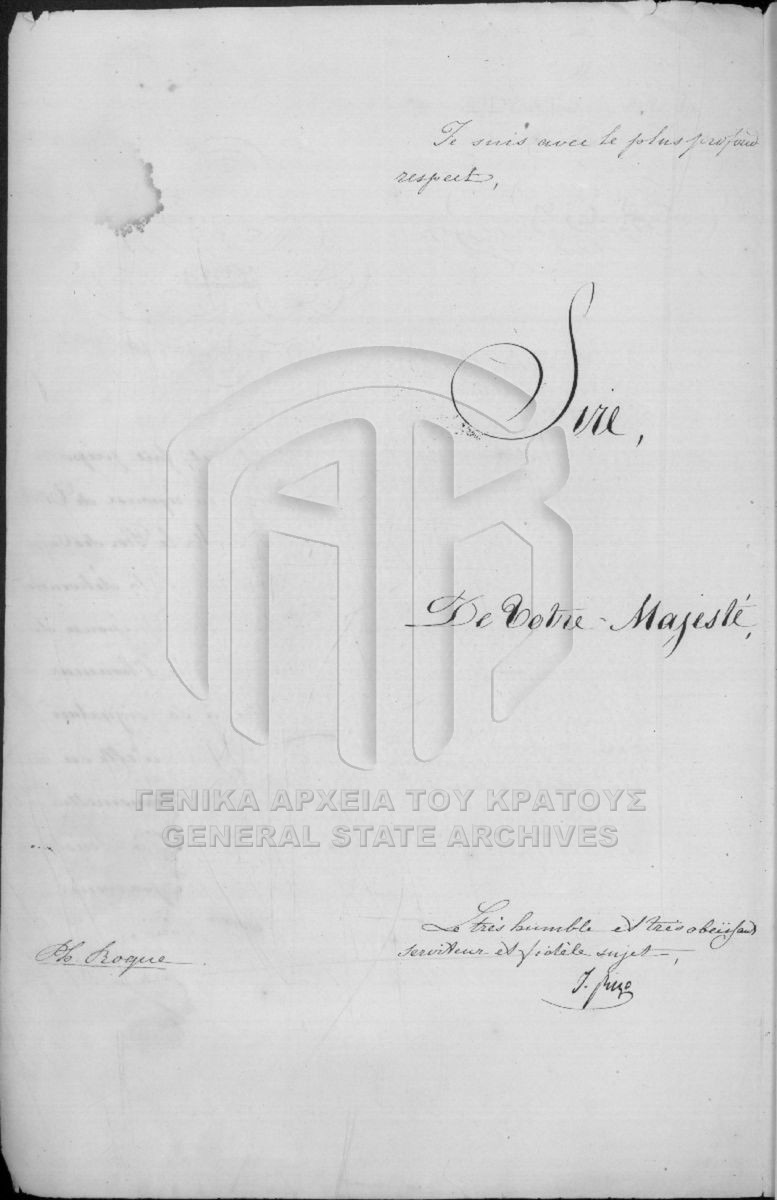 Je suis avec le plus profond
respect,
Sire,
De Votre-Majesté,
ΓΕΝΙΚΑ ΑΡΧΕΙΑ ΤΟΥ ΚΡΑΤΟΥΣ
GENERAL STATE ARCHIVES
Le très humble et très obéissant
serviteur et fidèle sujet,
Ph Roque